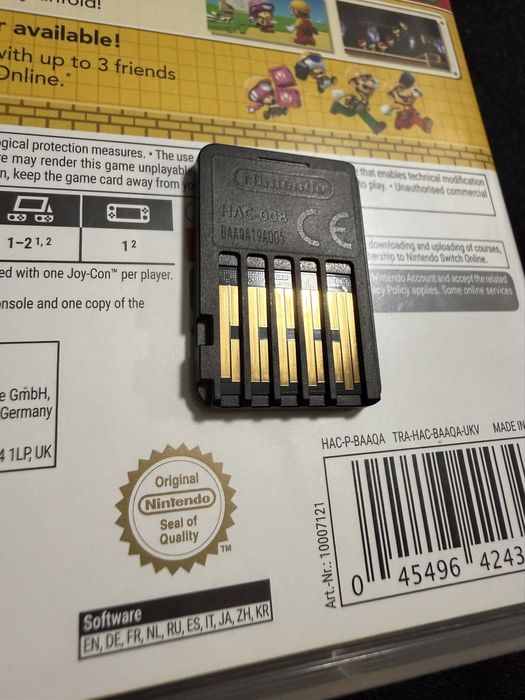 r available!
with up to 3 friends
Online.*
gical protection measures. • The use
re may render this game unplayable
n, keep the game card away from yo
that enables technical modification
to play. • Unauthorised commercial
1–2 1, 2
1 2
ed with one Joy-Con™ per player.
onsole and one copy of the
downloading and uploading of courses,
ership to Nintendo Switch Online.
Nintendo Account and accept the related
cy Policy applies. Some online services
Nintendo
HAC-008
CE
BAAQA19A005
e GmbH,
Germany
4 1LP, UK
HAC-P-BAAQA TRA-HAC-BAAQA-UKV MADE IN
Art.-Nr.: 10007121
0 45496 4243
Original
Nintendo
Seal of
Quality
TM
Software
EN, DE, FR, NL, RU, ES, IT, JA, ZH, KR